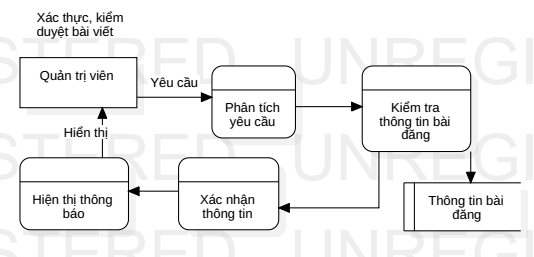 Xác thực, kiểm
duyệt bài viết
Quản trị viên
Yêu cầu
Phân tích
yêu cầu
Kiểm tra
thông tin bài
đăng
Hiển thị
Hiện thị thông
báo
Xác nhận
thông tin
Thông tin bài
đăng
STERED UNREGI
STERED UNREGI
STERED UNREGI